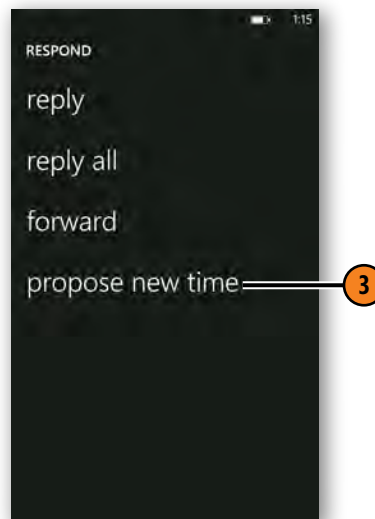 1:15
RESPOND
reply
reply all
forward
propose new time
3